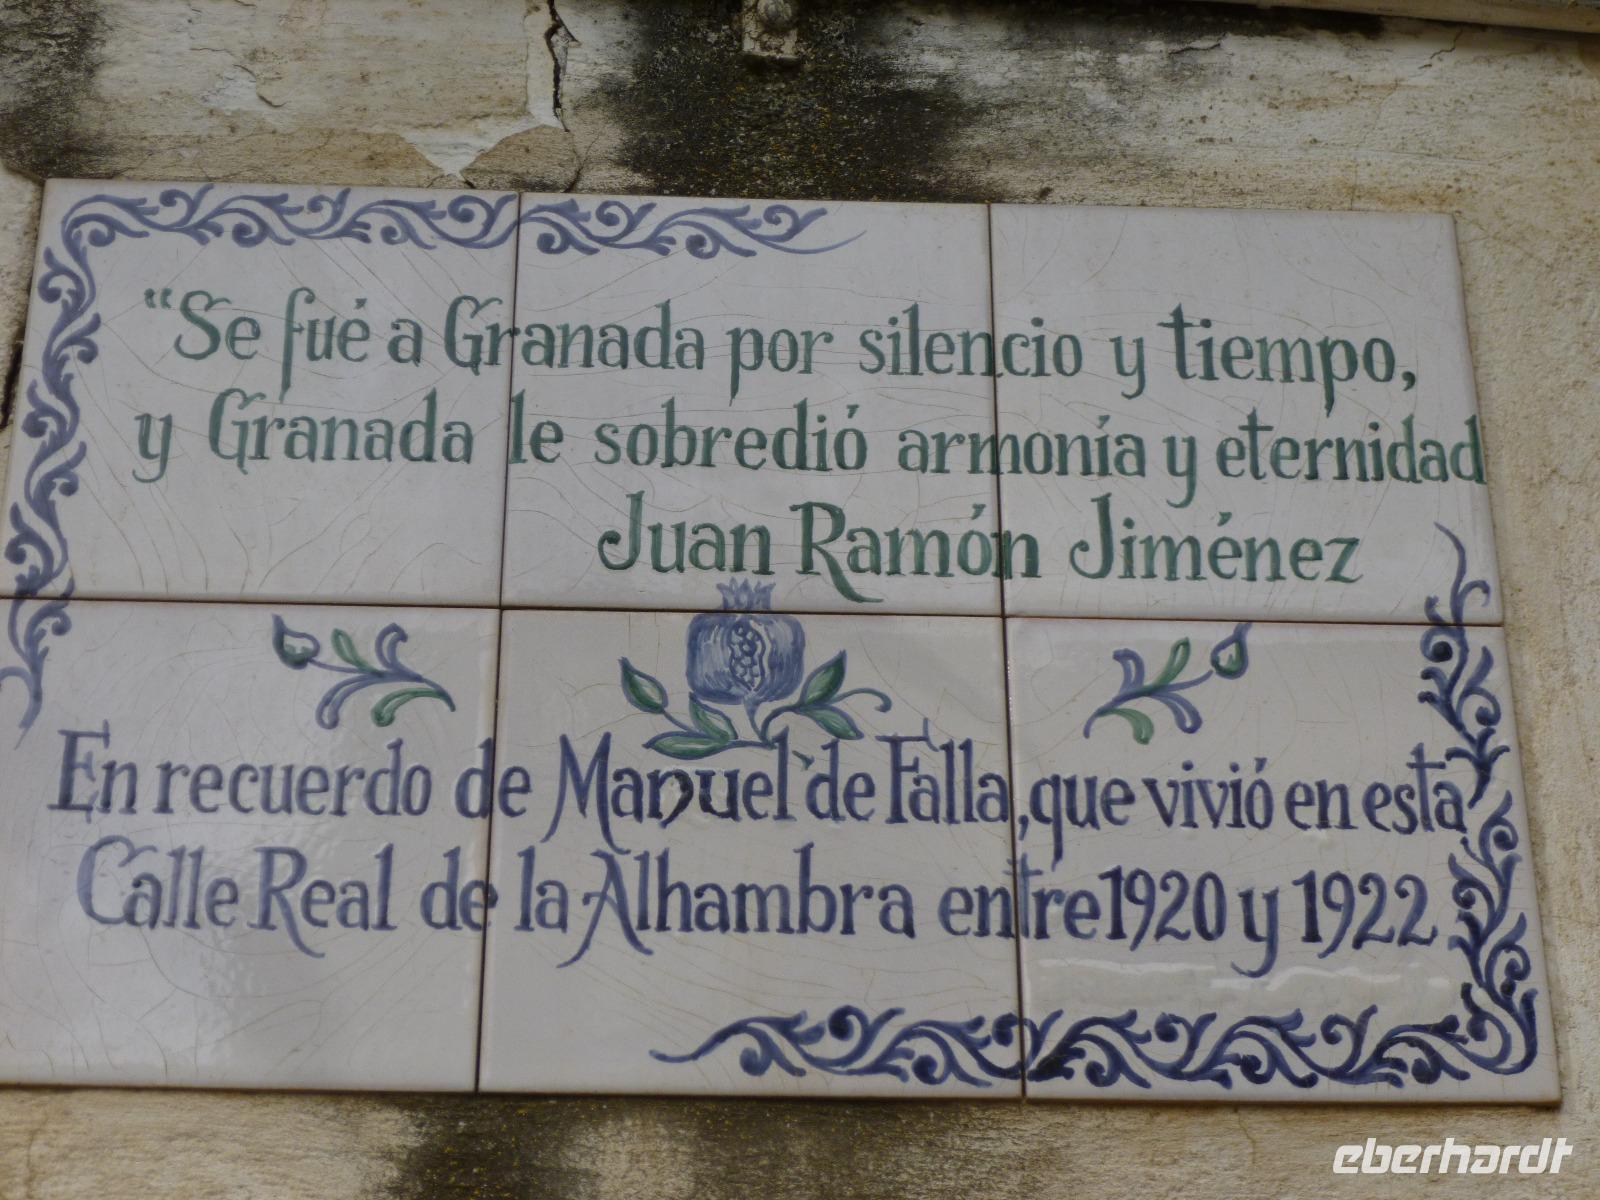 “Se fué a Granada por silencio y tiempo,
y Granada le sobredió armonía y eternidad
Juan Ramón Jiménez
En recuerdo de Manuel de Falla, que vivió en esta
Calle Real de la Alhambra entre 1920 y 1922
eberhardt